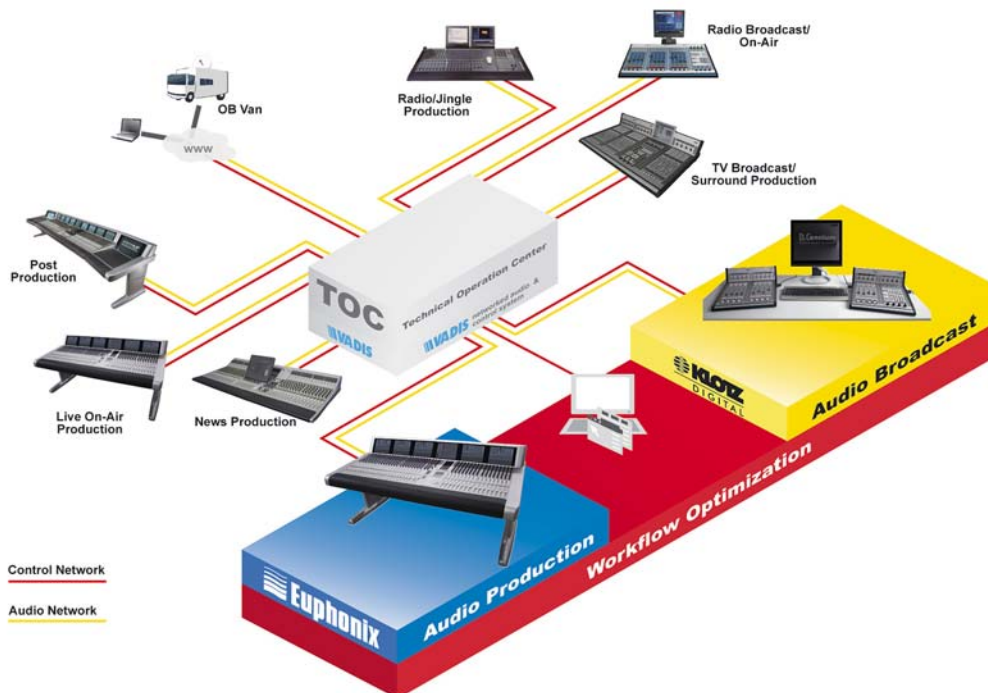 Radio Broadcast/
On-Air
Radio/Jingle
Production
OB Van
www
TV Broadcast/
Surround Production
Post
Production
TOC
Technical Operation Center
VADIS
VADIS networked audio &
control system
Live On-Air
Production
News Production
KLOTZ
DIGITAL
Audio Broadcast
Workflow Optimization
Euphonix
Audio Production
Control Network
Audio Network